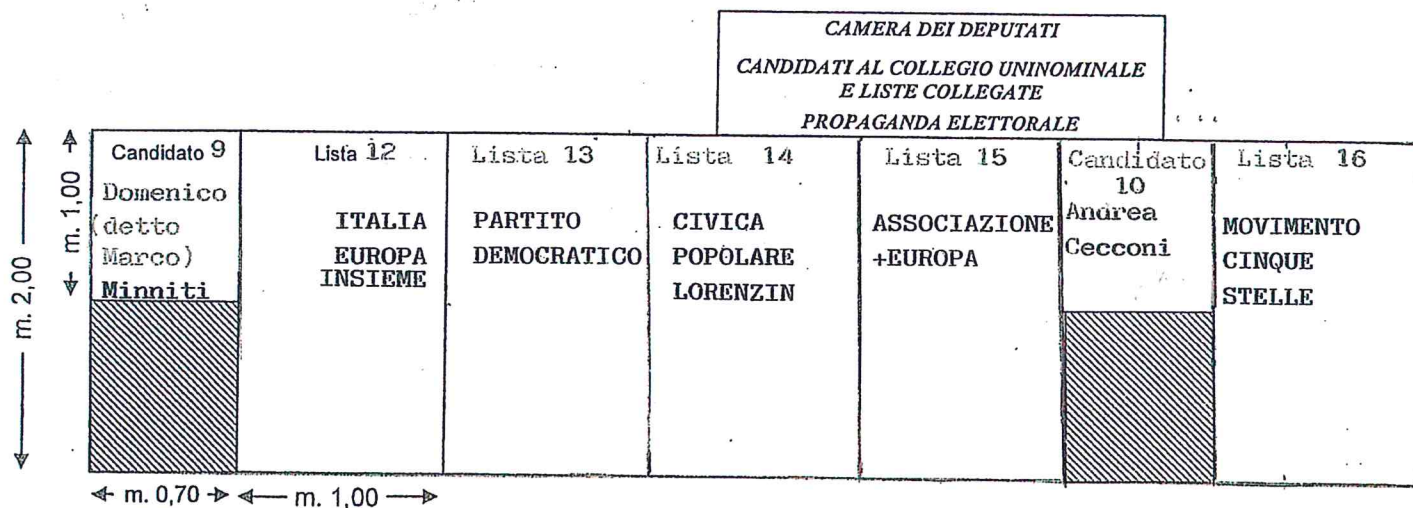 CAMERA DEI DEPUTATI
CANDIDATI AL COLLEGIO UNINOMINALE
E LISTE COLLEGATE
PROPAGANDA ELETTORALE
m. 2,00
m. 1,00
Candidato 9
Domenico
(detto
Marco)
Minniti
Lista 12
ITALIA
EUROPA
INSIEME
Lista 13
PARTITO
DEMOCRATICO
Lista 14
CIVICA
POPOLARE
LORENZIN
Lista 15
ASSOCIAZIONE
+EUROPA
Candidato
10
Andrea
Cecconi
Lista 16
MOVIMENTO
CINQUE
STELLE
m. 0,70
m. 1,00